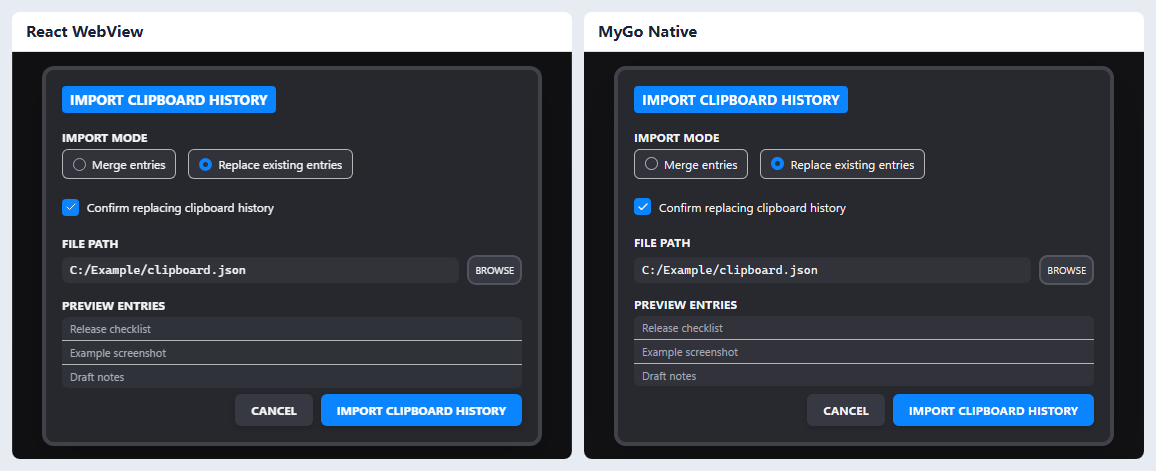 React WebView
IMPORT CLIPBOARD HISTORY
IMPORT MODE
Merge entries
Replace existing entries
Confirm replacing clipboard history
FILE PATH
C:/Example/clipboard.json
BROWSE
PREVIEW ENTRIES
Release checklist
Example screenshot
Draft notes
CANCEL
IMPORT CLIPBOARD HISTORY
MyGo Native
IMPORT CLIPBOARD HISTORY
IMPORT MODE
Merge entries
Replace existing entries
Confirm replacing clipboard history
FILE PATH
C:/Example/clipboard.json
BROWSE
PREVIEW ENTRIES
Release checklist
Example screenshot
Draft notes
CANCEL
IMPORT CLIPBOARD HISTORY